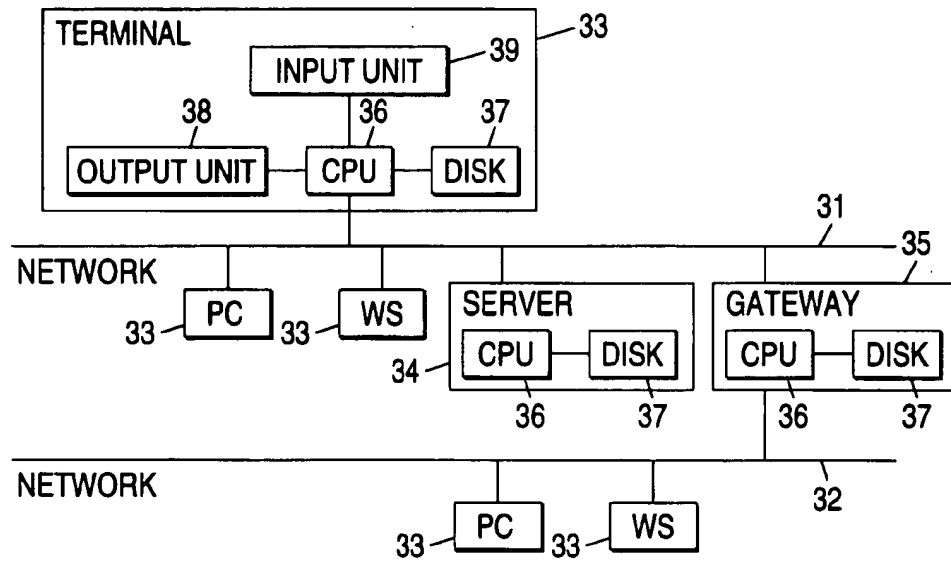 TERMINAL 33
INPUT UNIT 39
38 36 37
OUTPUT UNIT CPU DISK
31
NETWORK 35
33 PC 33 WS SERVER GATEWAY
34 CPU DISK CPU DISK
36 37 36 37
NETWORK 32
33 PC 33 WS